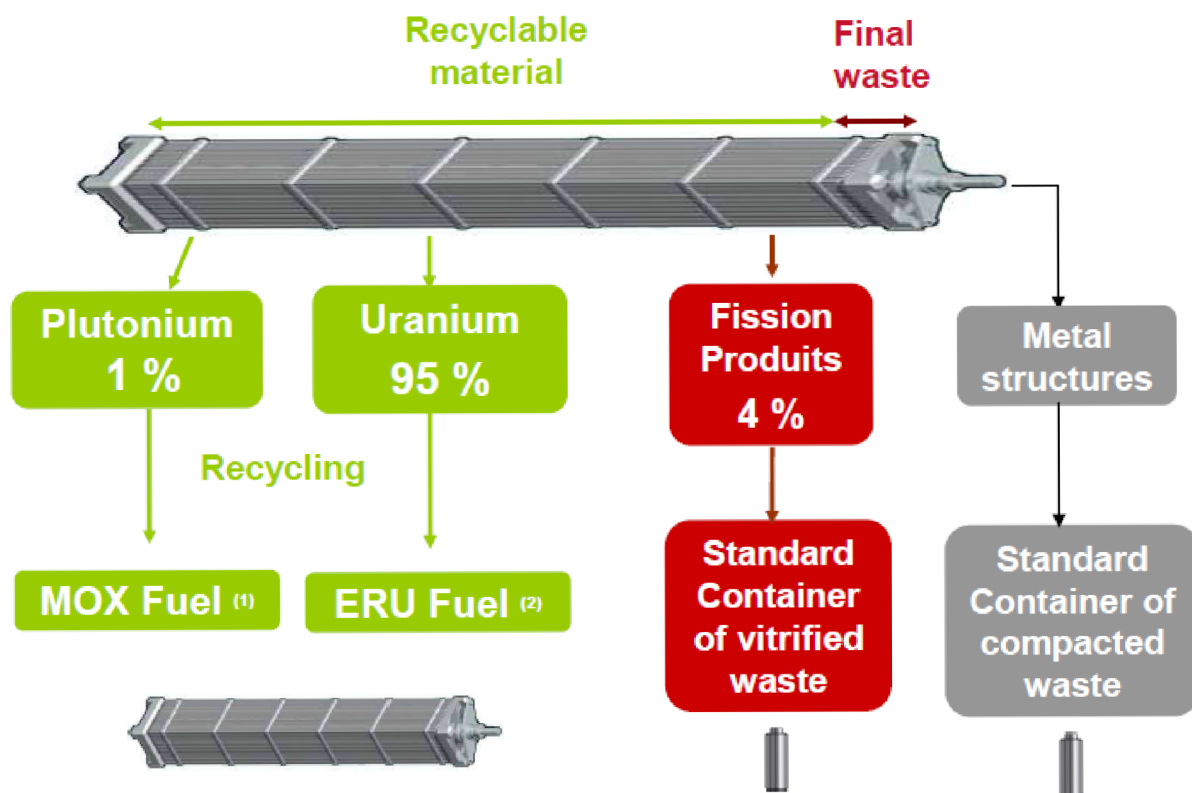 Recyclable
material
Final
waste
Plutonium
1 %
Uranium
95 %
Fission
Produits
4 %
Metal
structures
Recycling
MOX Fuel (1)
ERU Fuel (2)
Standard
Container
of vitrified
waste
Standard
Container of
compacted
waste